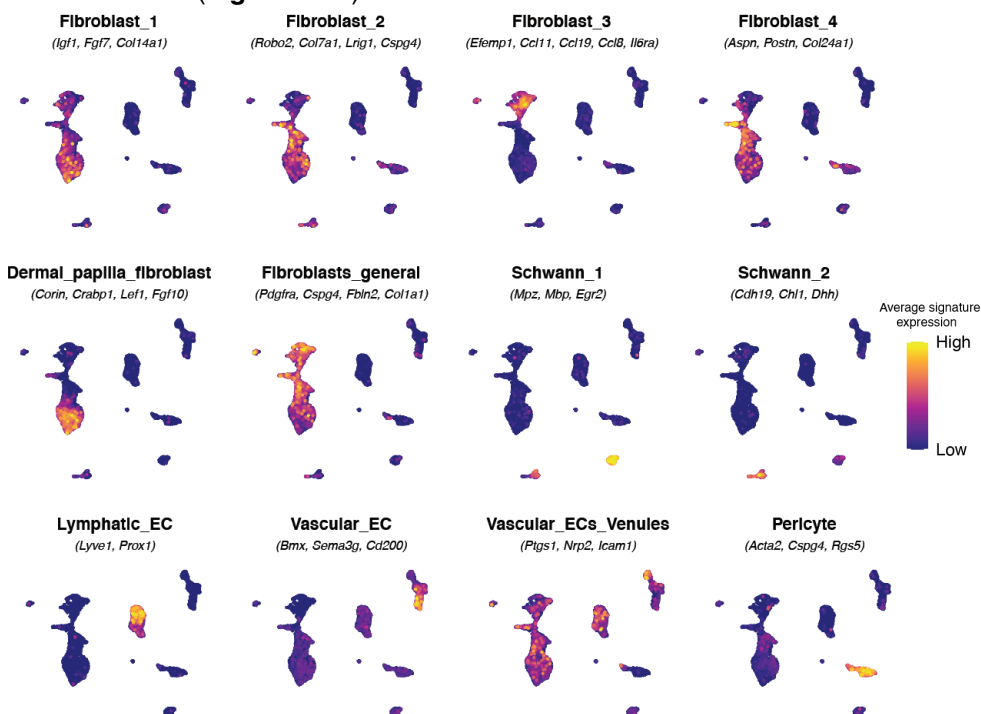 Fibroblast_1
(Igf1, Fgf7, Col14a1)
Fibroblast_2
(Robo2, Col7a1, Lrig1, Cspg4)
Fibroblast_3
(Efemp1, Ccl11, Ccl19, Ccl8, Il6ra)
Fibroblast_4
(Aspn, Postn, Col24a1)
Dermal_papilla_fibroblast
(Corin, Crabp1, Lef1, Fgf10)
Fibroblasts_general
(Pdgfra, Cspg4, Fbln2, Col1a1)
Schwann_1
(Mpz, Mbp, Egr2)
Schwann_2
(Cdh19, Chl1, Dhh)
Average signature
expression
High
Low
Lymphatic_EC
(Lyve1, Prox1)
Vascular_EC
(Bmx, Sema3g, Cd200)
Vascular_ECs_Venules
(Ptgs1, Nrp2, Icam1)
Pericyte
(Acta2, Cspg4, Rgs5)